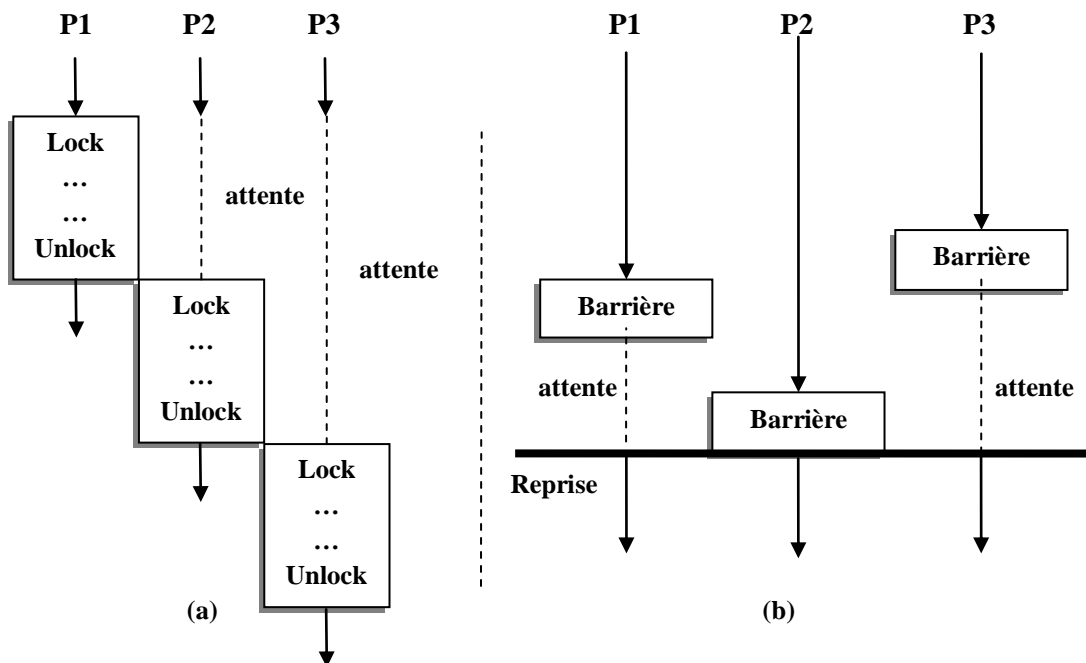 P1 P2 P3
Lock
…
…
Unlock
attente
attente
Lock
…
…
Unlock
Lock
…
…
Unlock
(a)
P1 P2 P3
Barrière
Barrière
attente
attente
Barrière
Reprise
(b)